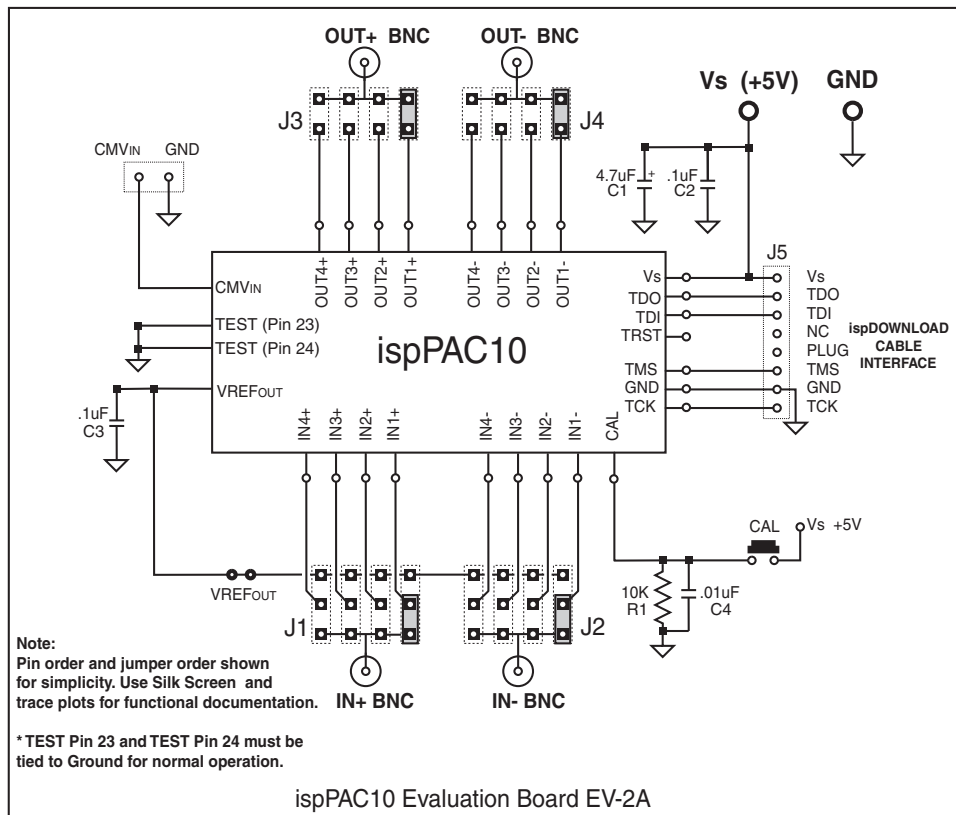 OUT+ BNC
OUT- BNC
Vs (+5V)
GND
J3
J4
CMVIN
GND
4.7uF
+
C1
.1uF
C2
J5
OUT4+
OUT3+
OUT2+
OUT1+
OUT4-
OUT3-
OUT2-
OUT1-
CMVIN
TEST (Pin 23)
TEST (Pin 24)
VREFOUT
ispPAC10
Vs
TDO
TDI
TRST
TMS
GND
TCK
Vs
TDO
TDI
NC
PLUG
TMS
GND
TCK
ispDOWNLOAD
CABLE
INTERFACE
.1uF
C3
IN4+
IN3+
IN2+
IN1+
IN4-
IN3-
IN2-
IN1-
CAL
CAL
Vs +5V
VREFOUT
10K
R1
.01uF
C4
J1
J2
IN+ BNC
IN- BNC
Note:
Pin order and jumper order shown
for simplicity. Use Silk Screen and
trace plots for functional documentation.
* TEST Pin 23 and TEST Pin 24 must be
tied to Ground for normal operation.
ispPAC10 Evaluation Board EV-2A